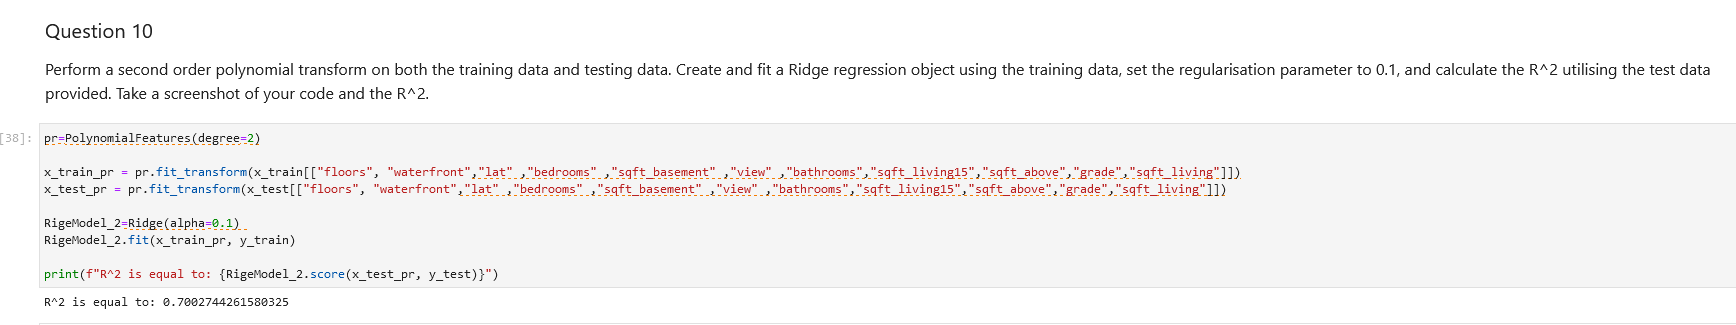 Question 10
Perform a second order polynomial transform on both the training data and testing data. Create and fit a Ridge regression object using the training data, set the regularisation parameter to 0.1, and calculate the R^2 utilising the test data
provided. Take a screenshot of your code and the R^2.
[38]:
pr=PolynomialFeatures(degree=2)
x_train_pr = pr.fit_transform(x_train[["floors", "waterfront","lat" ,"bedrooms" ,"sqft_basement" ,"view" ,"bathrooms","sqft_living15","sqft_above","grade","sqft_living"]])
x_test_pr = pr.fit_transform(x_test[["floors", "waterfront","lat" ,"bedrooms" ,"sqft_basement" ,"view" ,"bathrooms","sqft_living15","sqft_above","grade","sqft_living"]])
RigeModel_2=Ridge(alpha=0.1)
RigeModel_2.fit(x_train_pr, y_train)
print(f"R^2 is equal to: {RigeModel_2.score(x_test_pr, y_test)}")
R^2 is equal to: 0.7002744261580325